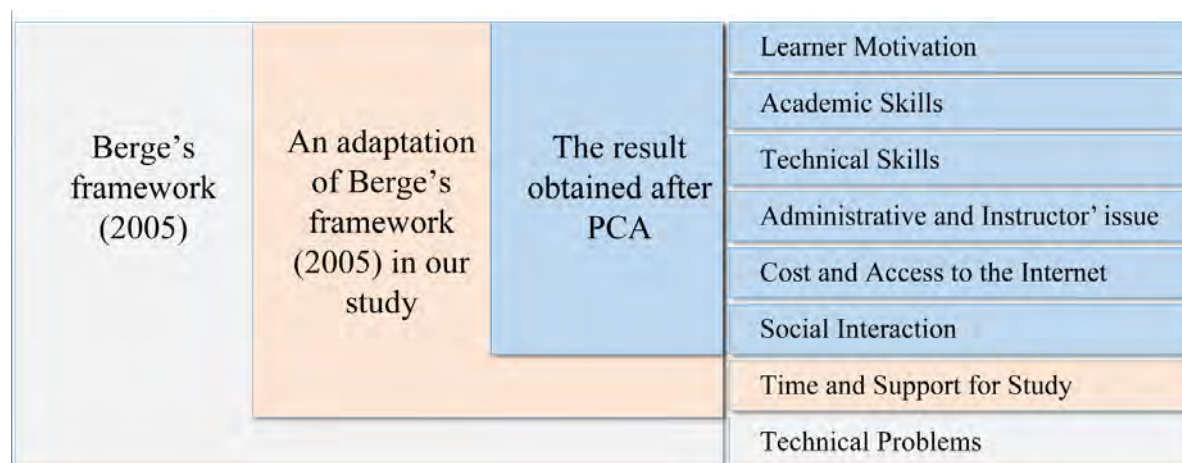 Berge's
framework
(2005)
An adaptation
of Berge's
framework
(2005) in our
study
The result
obtained after
PCA
Learner Motivation
Academic Skills
Technical Skills
Administrative and Instructor' issue
Cost and Access to the Internet
Social Interaction
Time and Support for Study
Technical Problems